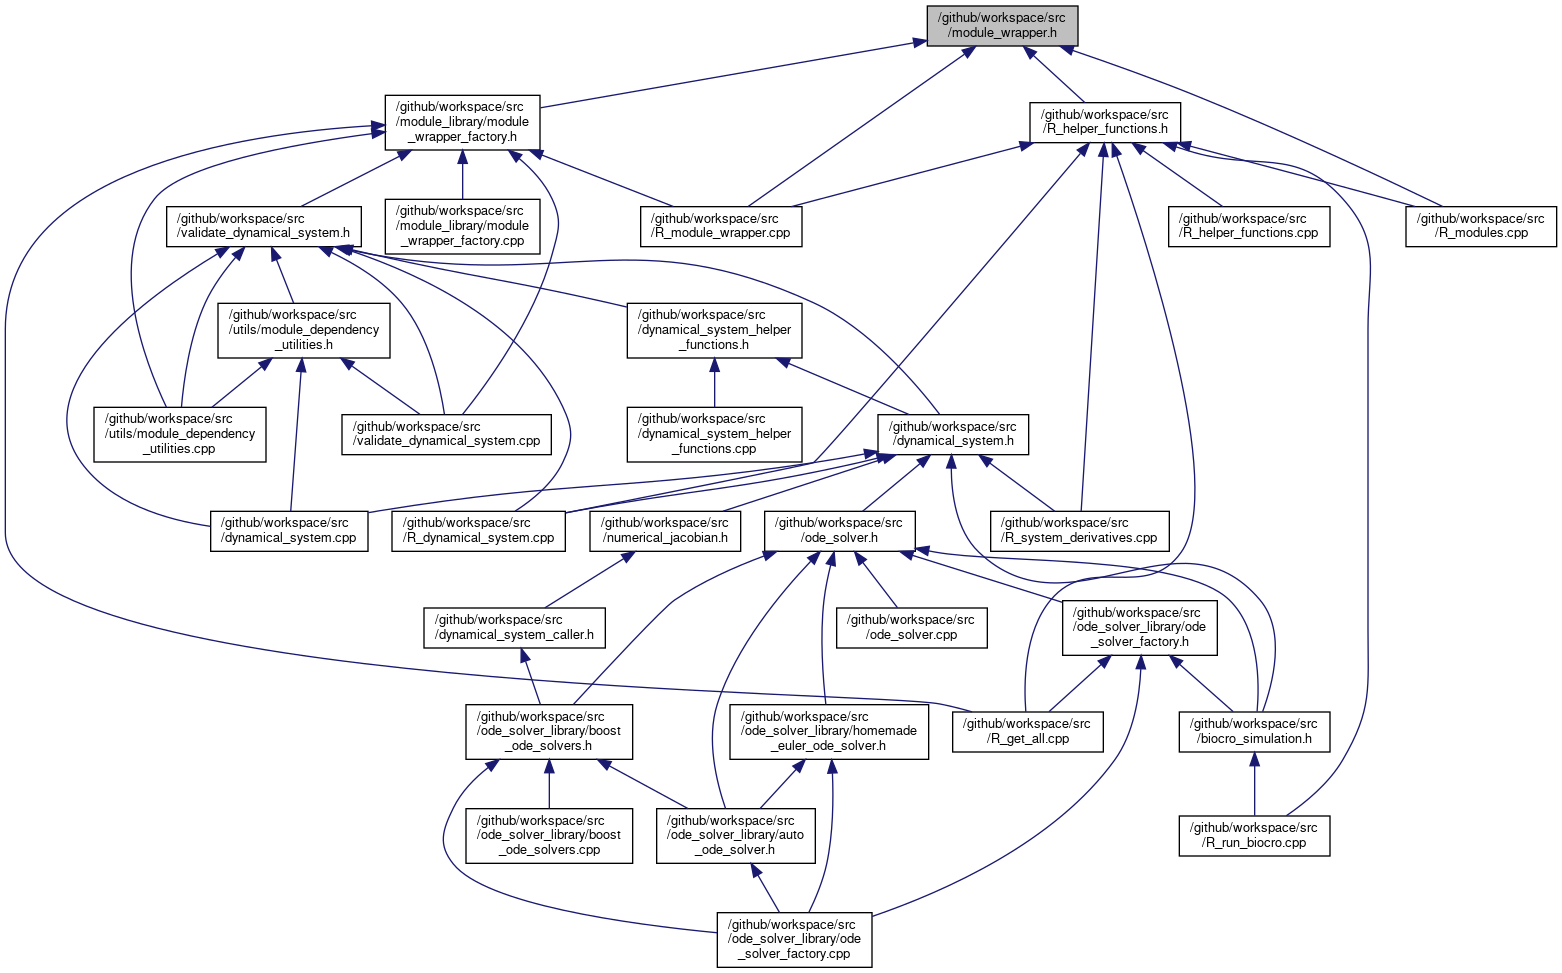 /github/workspace/src
/module_wrapper.h
/github/workspace/src
/module_library/module
_wrapper_factory.h
/github/workspace/src
/R_helper_functions.h
/github/workspace/src
/validate_dynamical_system.h
/github/workspace/src
/module_library/module
_wrapper_factory.cpp
/github/workspace/src
/R_module_wrapper.cpp
/github/workspace/src
/R_helper_functions.cpp
/github/workspace/src
/R_modules.cpp
/github/workspace/src
/utils/module_dependency
_utilities.h
/github/workspace/src
/dynamical_system_helper
_functions.h
/github/workspace/src
/utils/module_dependency
_utilities.cpp
/github/workspace/src
/validate_dynamical_system.cpp
/github/workspace/src
/dynamical_system_helper
_functions.cpp
/github/workspace/src
/dynamical_system.h
/github/workspace/src
/dynamical_system.cpp
/github/workspace/src
/R_dynamical_system.cpp
/github/workspace/src
/numerical_jacobian.h
/github/workspace/src
/ode_solver.h
/github/workspace/src
/R_system_derivatives.cpp
/github/workspace/src
/dynamical_system_caller.h
/github/workspace/src
/ode_solver.cpp
/github/workspace/src
/ode_solver_library/ode
_solver_factory.h
/github/workspace/src
/ode_solver_library/boost
_ode_solvers.h
/github/workspace/src
/ode_solver_library/homemade
_euler_ode_solver.h
/github/workspace/src
/R_get_all.cpp
/github/workspace/src
/biocro_simulation.h
/github/workspace/src
/ode_solver_library/boost
_ode_solvers.cpp
/github/workspace/src
/ode_solver_library/auto
_ode_solver.h
/github/workspace/src
/R_run_biocro.cpp
/github/workspace/src
/ode_solver_library/ode
_solver_factory.cpp